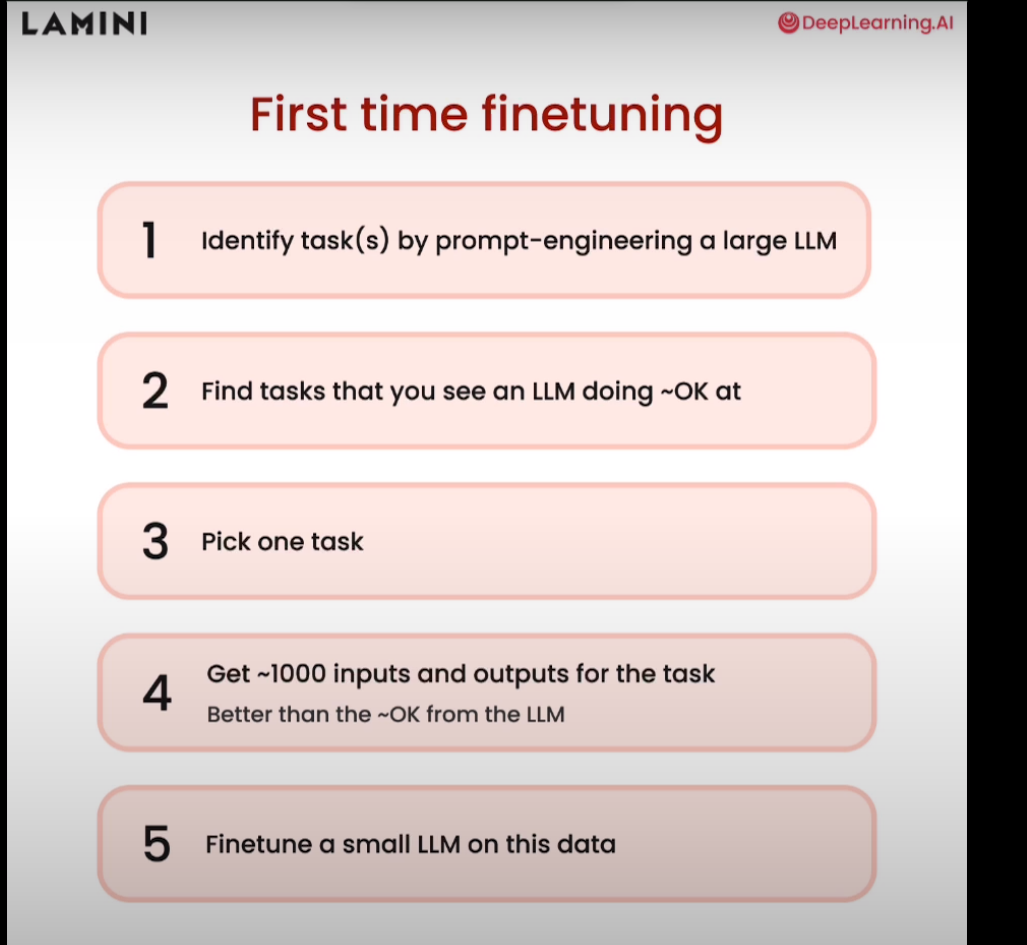 LAMINI
DeepLearning.AI
First time finetuning
1 Identify task(s) by prompt-engineering a large LLM
2 Find tasks that you see an LLM doing ~OK at
3 Pick one task
4 Get ~1000 inputs and outputs for the task
Better than the ~OK from the LLM
5 Finetune a small LLM on this data